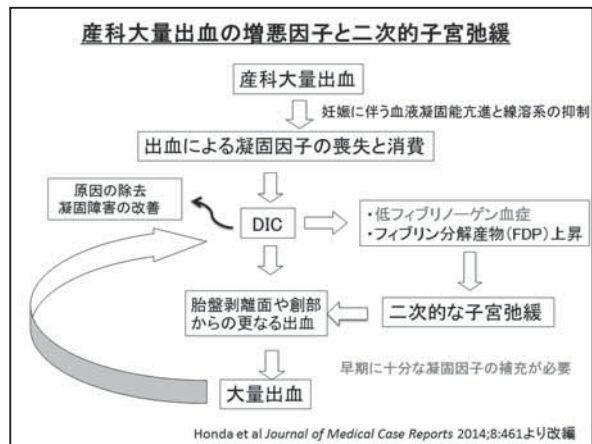 産科大量出血の増悪因子と二次的子宮弛緩
産科大量出血
妊娠に伴う血液凝固能亢進と線溶系の抑制
出血による凝固因子の喪失と消費
原因の除去
凝固障害の改善
DIC
・低フィブリノーゲン血症
・フィブリン分解産物(FDP)上昇
胎盤剥離面や創部
からの更なる出血
二次的な子宮弛緩
早期に十分な凝固因子の補充が必要
大量出血
Honda et al Journal of Medical Case Reports 2014;8:461より改編